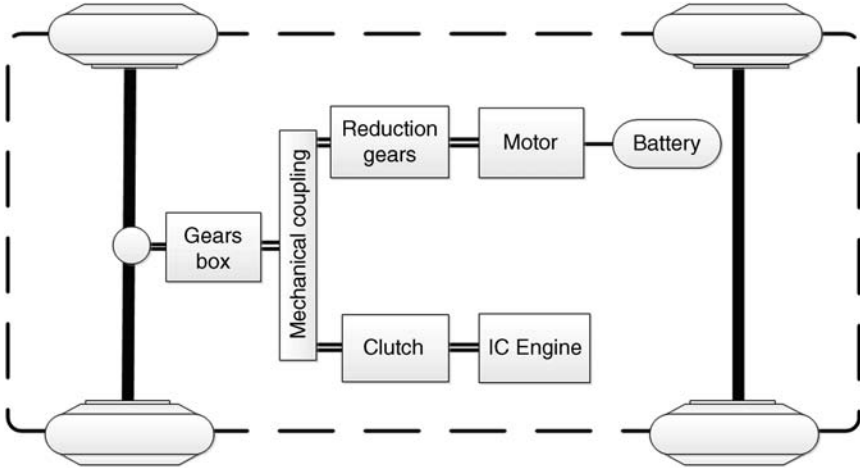 Reduction
gears
Motor
Battery
Mechanical coupling
Gears
box
Clutch
IC Engine